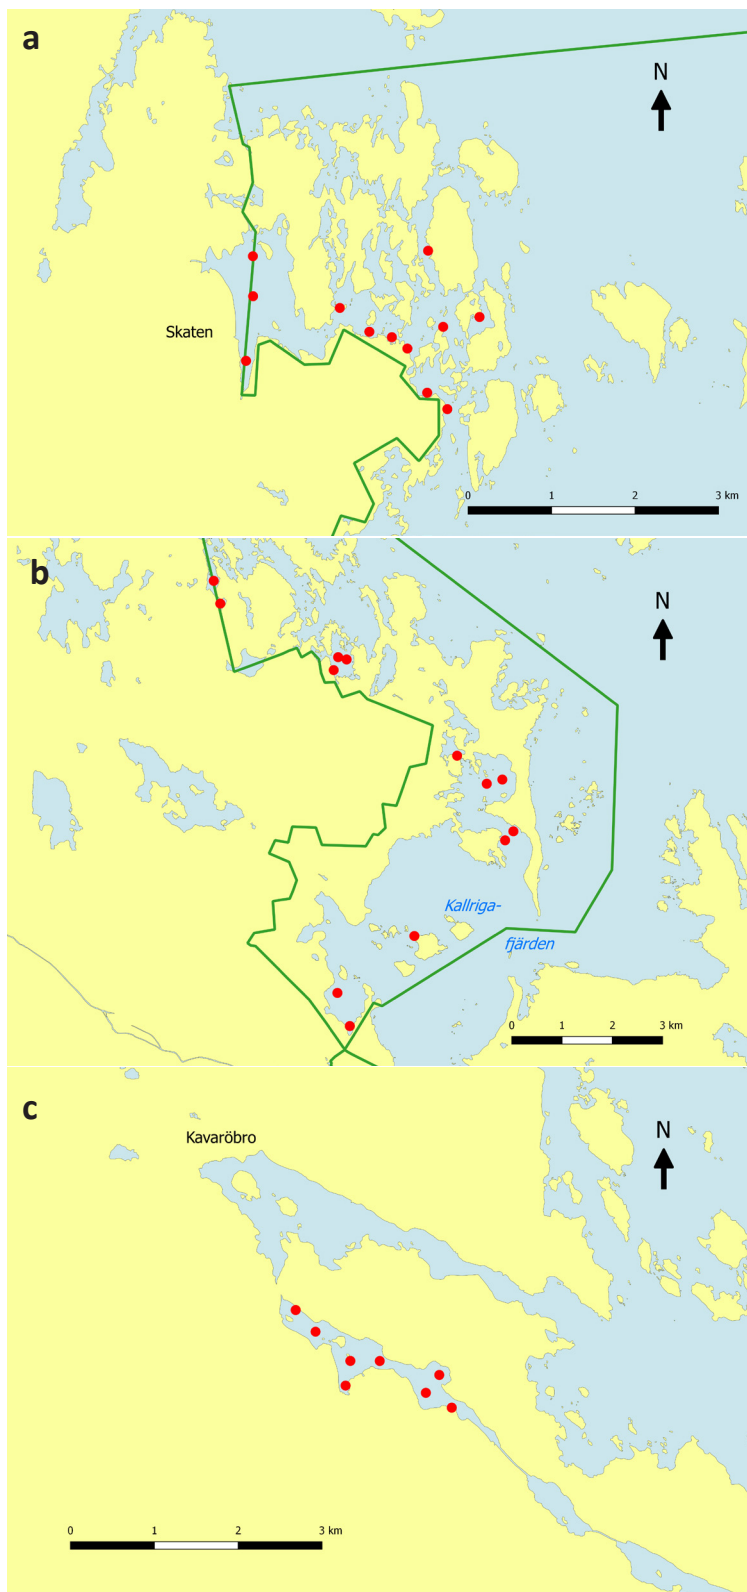 a
N
Skaten
0 1 2 3 km
b
N
Kallriga-
fjärden
0 1 2 3 km
c
Kavaröbro
N
0 1 2 3 km